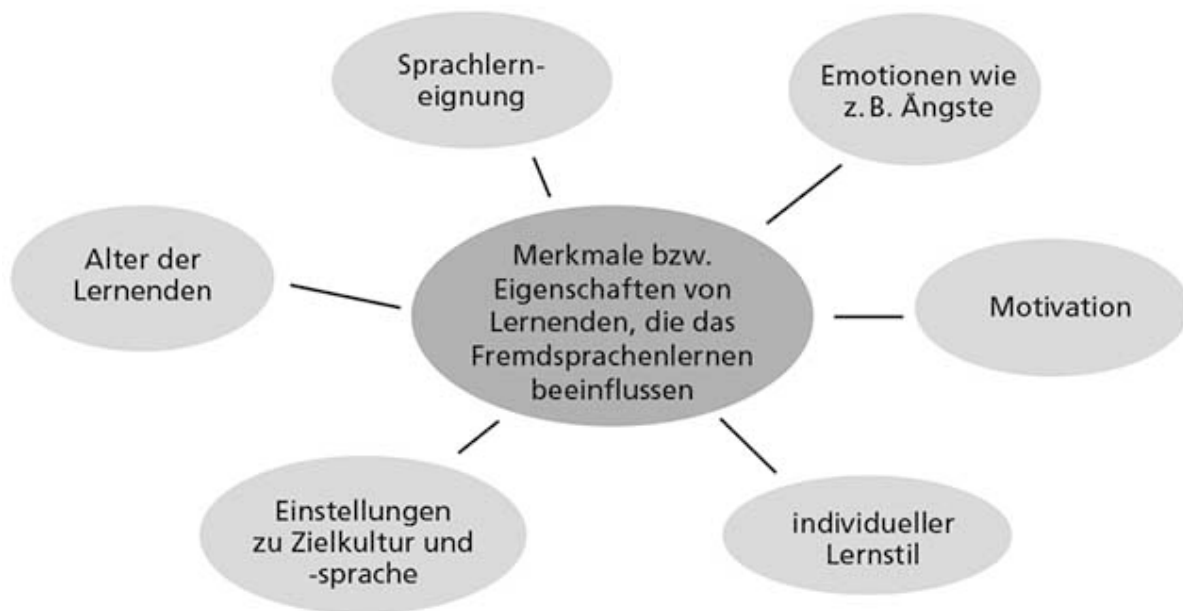 Sprachlern-
eignung
Emotionen wie
z. B. Ängste
Alter der
Lernenden
Merkmale bzw.
Eigenschaften von
Lernenden, die das
Fremdsprachenlernen
beeinflussen
Motivation
Einstellungen
zu Zielkultur und
-sprache
individueller
Lernstil